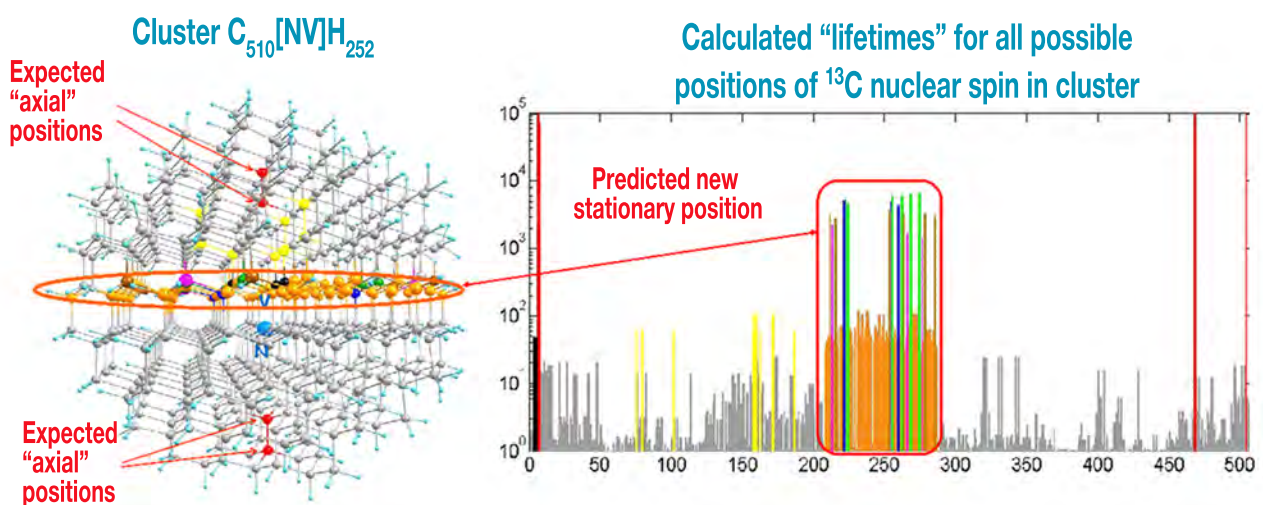 Cluster C510[NV]H252
Expected
“axial”
positions
V
N
Expected
“axial”
positions
Calculated “lifetimes” for all possible
positions of 13C nuclear spin in cluster
10^5
10^4
10^3
10^2
10
10^0
Predicted new
stationary position
0 50 100 150 200 250 300 350 400 450 500